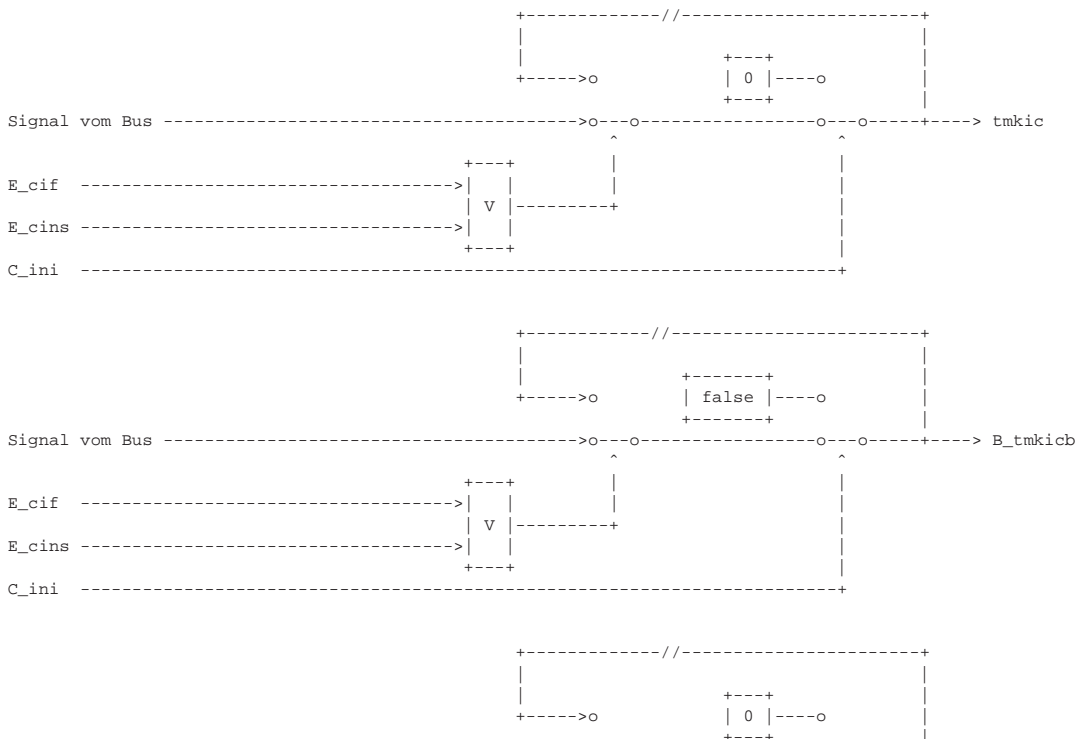 0
Signal vom Bus tmkic
E_cif
V
E_cins
C_ini
false
Signal vom Bus B_tmkicb
E_cif
V
E_cins
C_ini
0